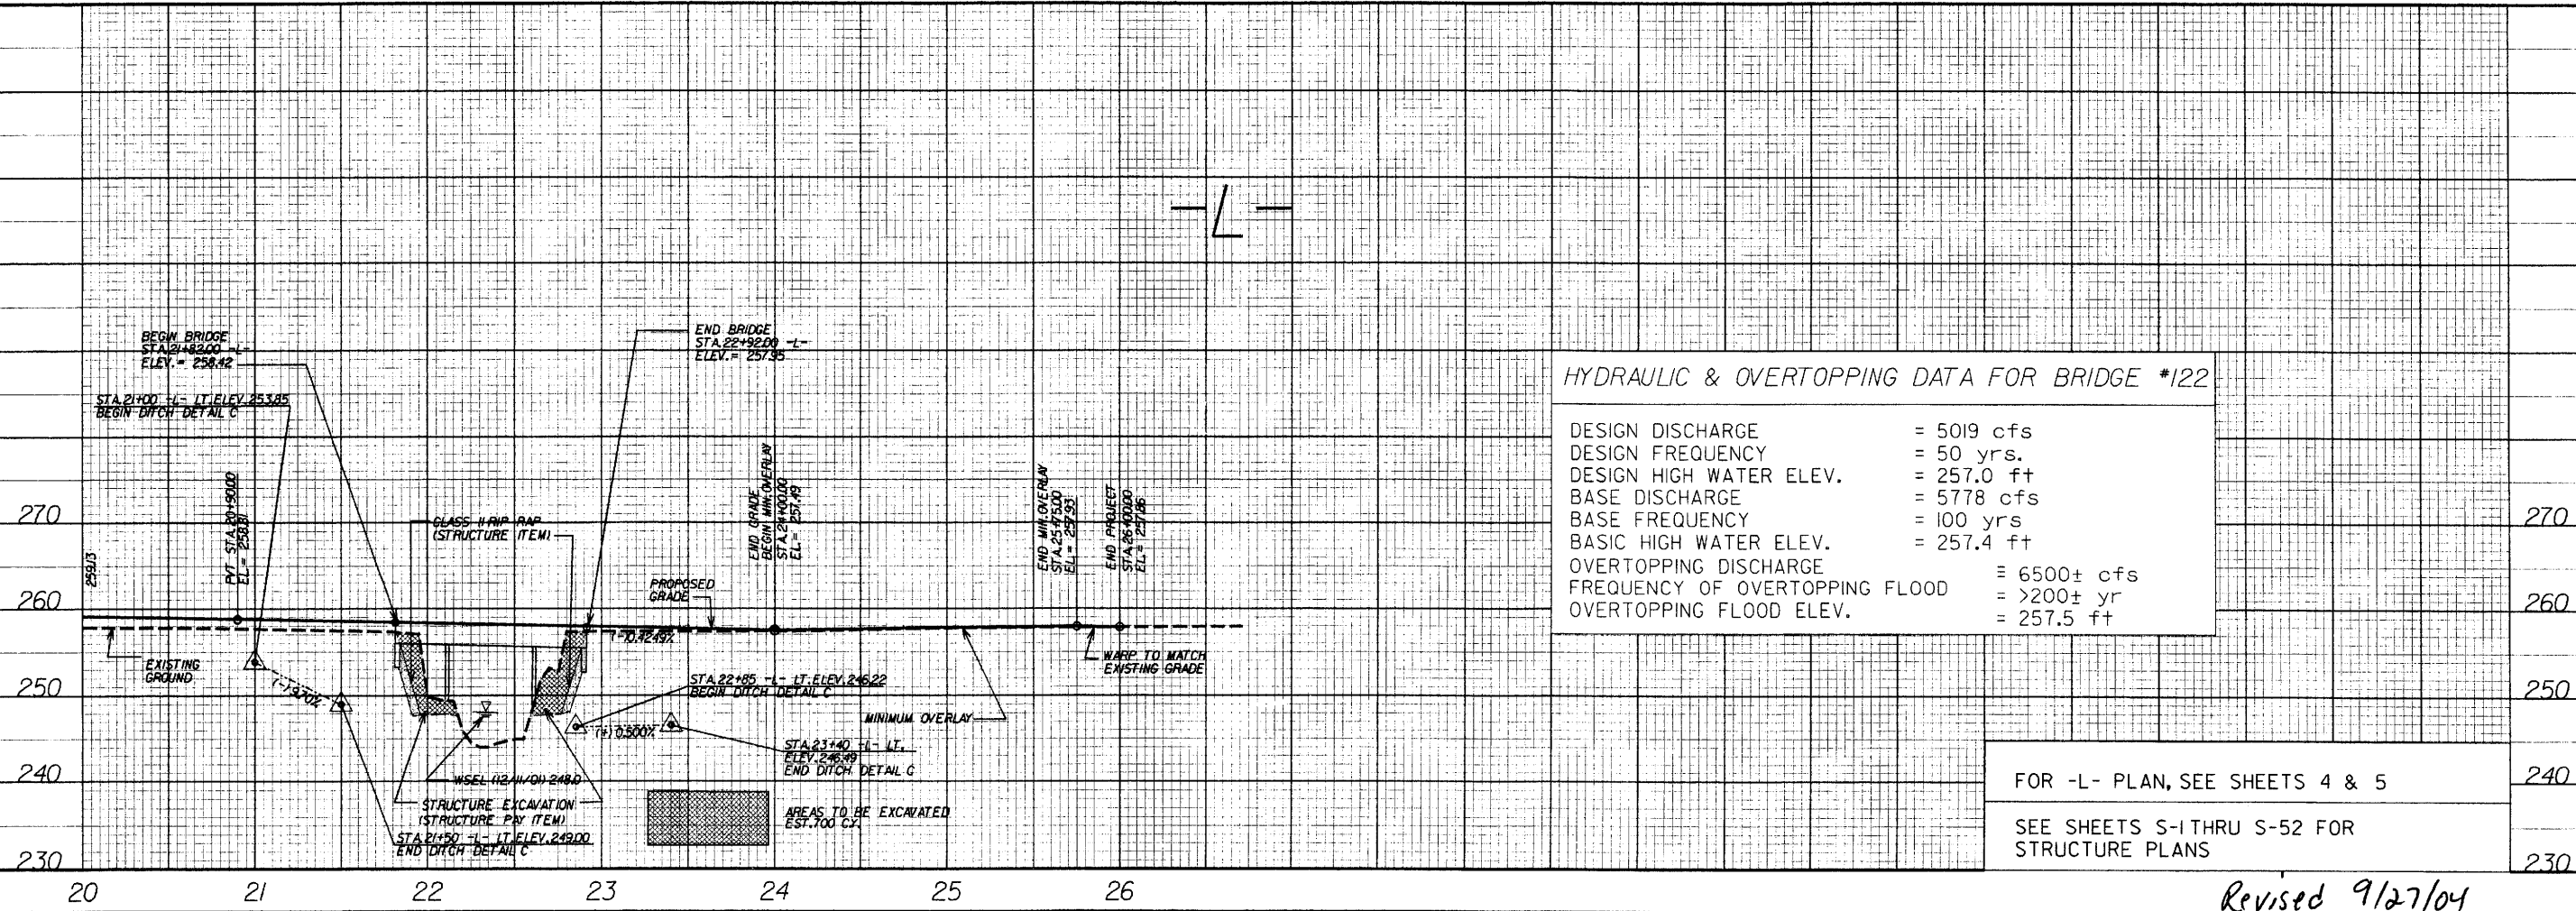 -L-
BEGIN BRIDGE
STA.21+82.00 -L-
ELEV.= 258.42
END BRIDGE
STA.22+92.00 -L-
ELEV.= 257.95
STA.21+00 -L- LT.ELEV.253.85
BEGIN DITCH DETAIL C
PVT STA.20+90.00
EL.= 258.81
259.13
CLASS II RIP RAP
(STRUCTURE ITEM)
END GRADE
BEGIN MIN.OVERLAY
STA.24+00.00
EL.= 257.49
END MIN.OVERLAY
STA.25+75.00
EL.= 257.93
END PROJECT
STA.26+00.00
EL.= 257.86
PROPOSED
GRADE
EXISTING
GROUND
(-)9.70%
(-)0.4249%
WARP TO MATCH
EXISTING GRADE
STA.22+85 -L- LT.ELEV.246.22
BEGIN DITCH DETAIL C
MINIMUM OVERLAY
(+)0.500%
STA.23+40 -L- LT.
ELEV.246.49
END DITCH DETAIL C
WSEL (12/11/01) 248.0
STRUCTURE EXCAVATION
(STRUCTURE PAY ITEM)
STA.21+50 -L- LT.ELEV.249.00
END DITCH DETAIL C
AREAS TO BE EXCAVATED
EST.700 C.Y.
HYDRAULIC & OVERTOPPING DATA FOR BRIDGE #122
DESIGN DISCHARGE = 5019 cfs
DESIGN FREQUENCY = 50 yrs.
DESIGN HIGH WATER ELEV. = 257.0 ft
BASE DISCHARGE = 5778 cfs
BASE FREQUENCY = 100 yrs
BASIC HIGH WATER ELEV. = 257.4 ft
OVERTOPPING DISCHARGE = 6500± cfs
FREQUENCY OF OVERTOPPING FLOOD = >200± yr
OVERTOPPING FLOOD ELEV. = 257.5 ft
FOR -L- PLAN, SEE SHEETS 4 & 5
SEE SHEETS S-1 THRU S-52 FOR
STRUCTURE PLANS
270 270
260 260
250 250
240 240
230 230
20 21 22 23 24 25 26
Revised 9/27/04